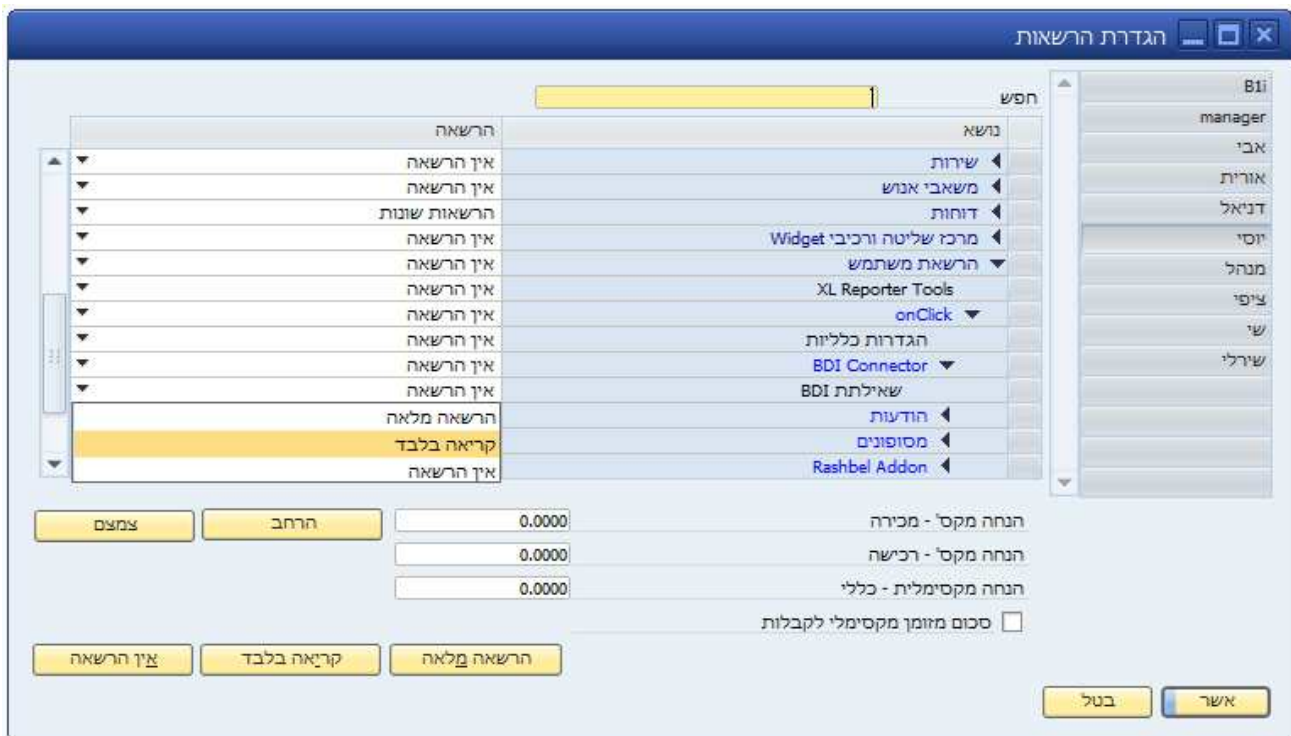 הגדרת הרשאות
B1i
manager
אבי
אורית
דניאל
יוסי
מנהל
ציפי
שי
שירלי
חפש
נושא הרשאה
שירות אין הרשאה
משאבי אנוש אין הרשאה
דוחות הרשאות שונות
מרכז שליטה ורכיבי Widget אין הרשאה
הרשאת משתמש אין הרשאה
XL Reporter Tools אין הרשאה
onClick אין הרשאה
הגדרות כלליות אין הרשאה
BDI Connector אין הרשאה
שאילתת BDI אין הרשאה
הודעות הרשאה מלאה
מסופונים קריאה בלבד
Rashbel Addon אין הרשאה
הנחה מקס' - מכירה 0.0000 הרחב צמצם
הנחה מקס' - רכישה 0.0000
הנחה מקסימלית - כללי 0.0000
סכום מזומן מקסימלי לקבלות
הרשאה מלאה קריאה בלבד אין הרשאה
אשר בטל